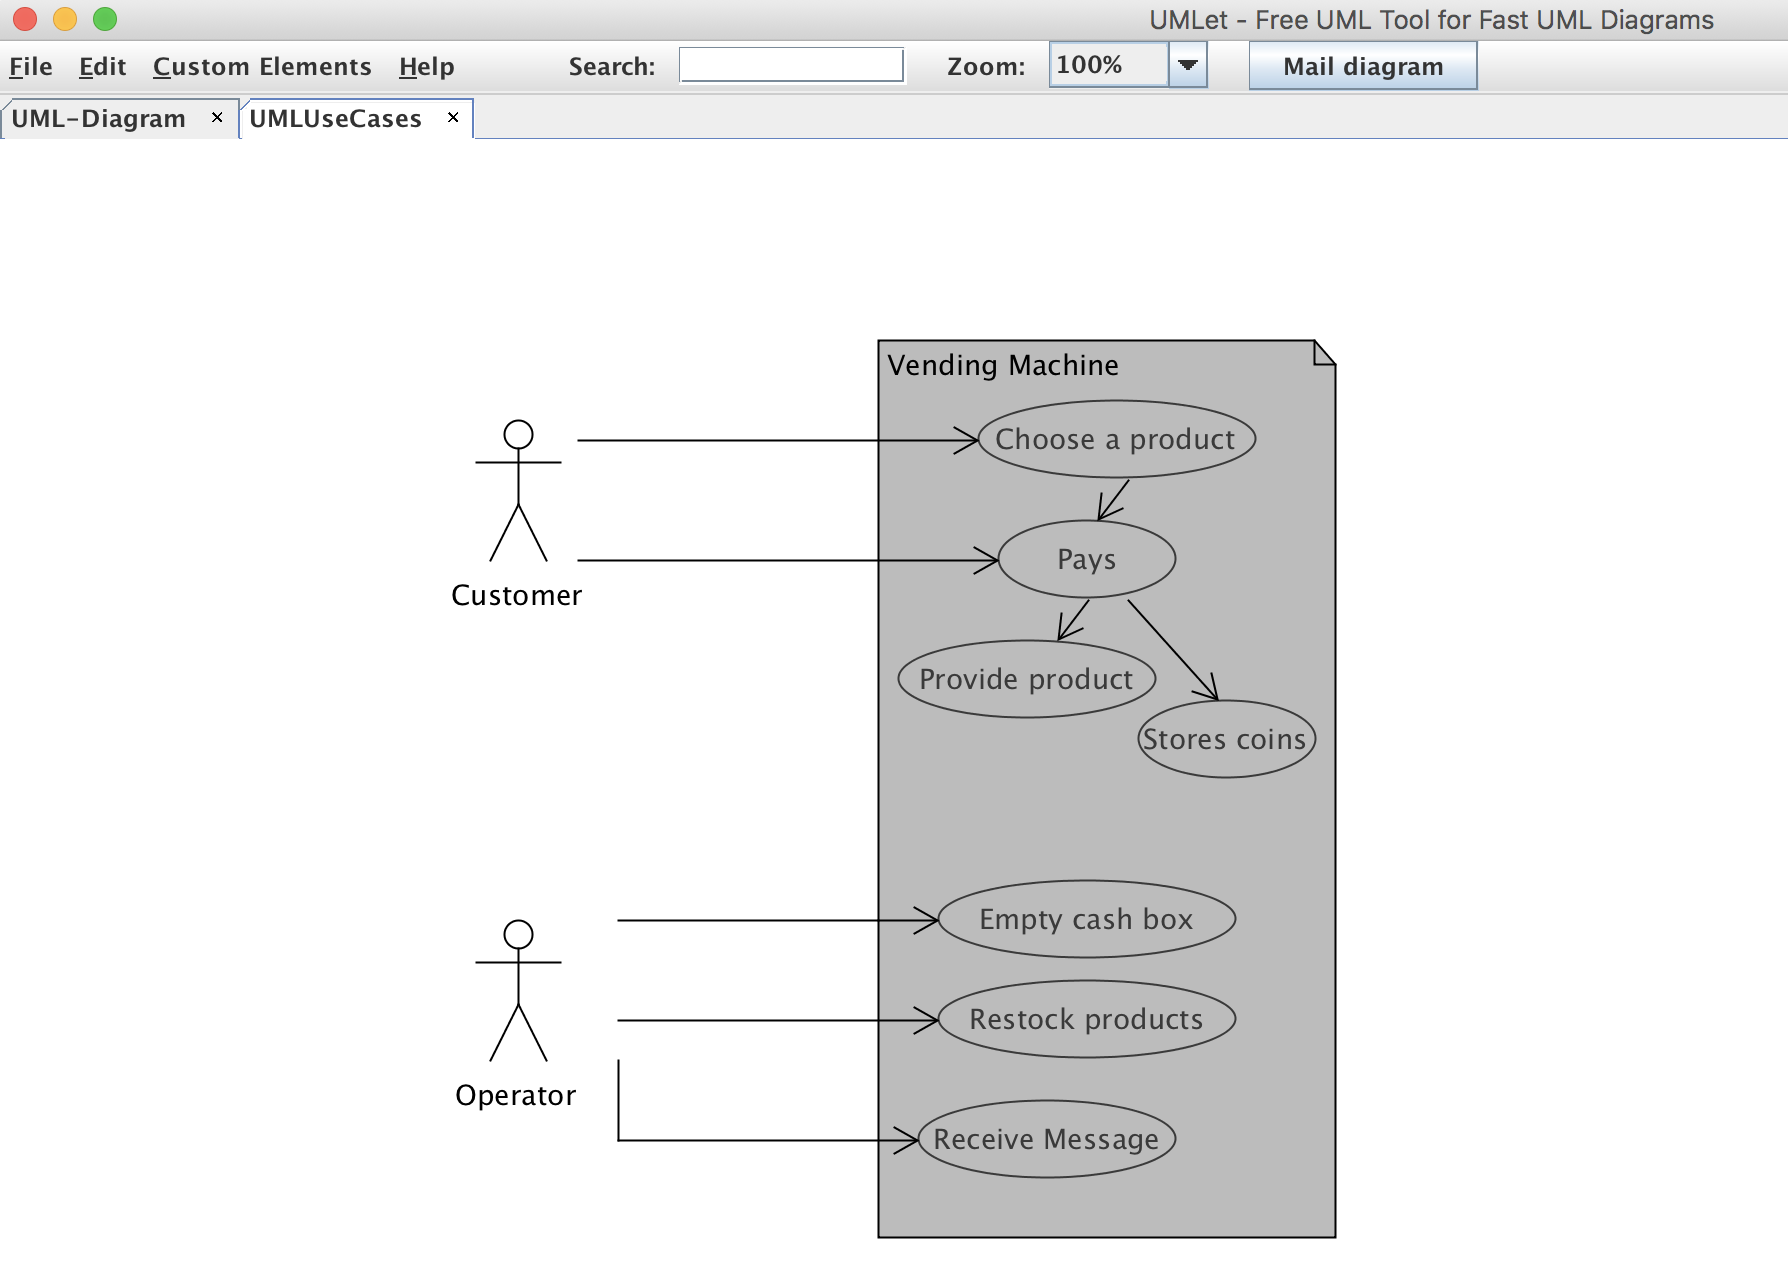 UMLet - Free UML Tool for Fast UML Diagrams
File Edit Custom Elements Help Search: Zoom: 100% Mail diagram
UML-Diagram × UMLUseCases ×
Vending Machine
Choose a product
Pays
Customer
Provide product
Stores coins
Empty cash box
Restock products
Operator
Receive Message